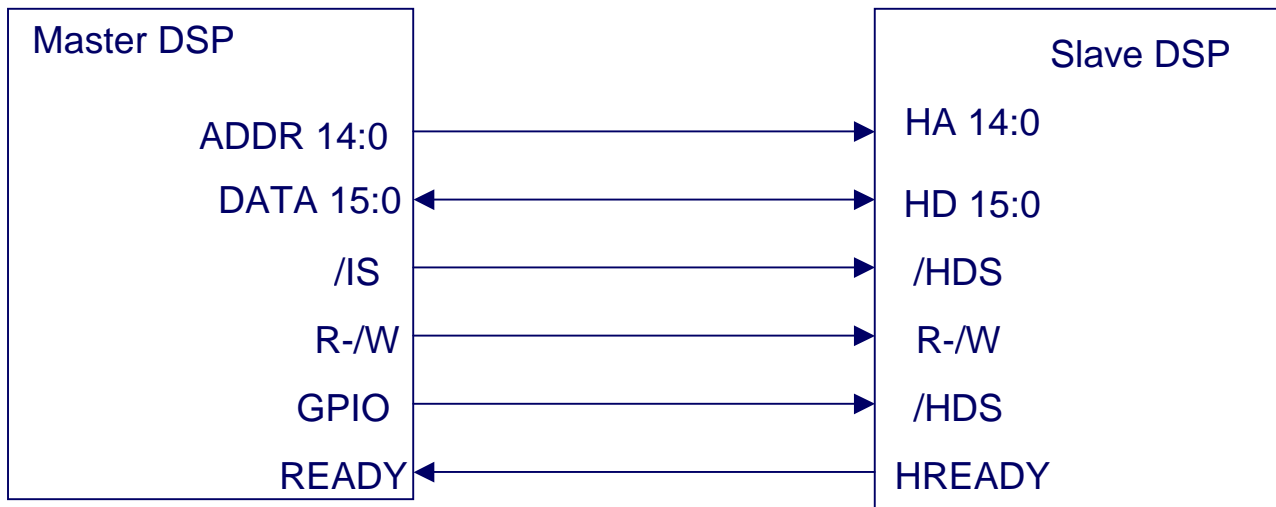 Master DSP
Slave DSP
ADDR 14:0
HA 14:0
DATA 15:0
HD 15:0
/IS
/HDS
R-/W
R-/W
GPIO
/HDS
READY
HREADY